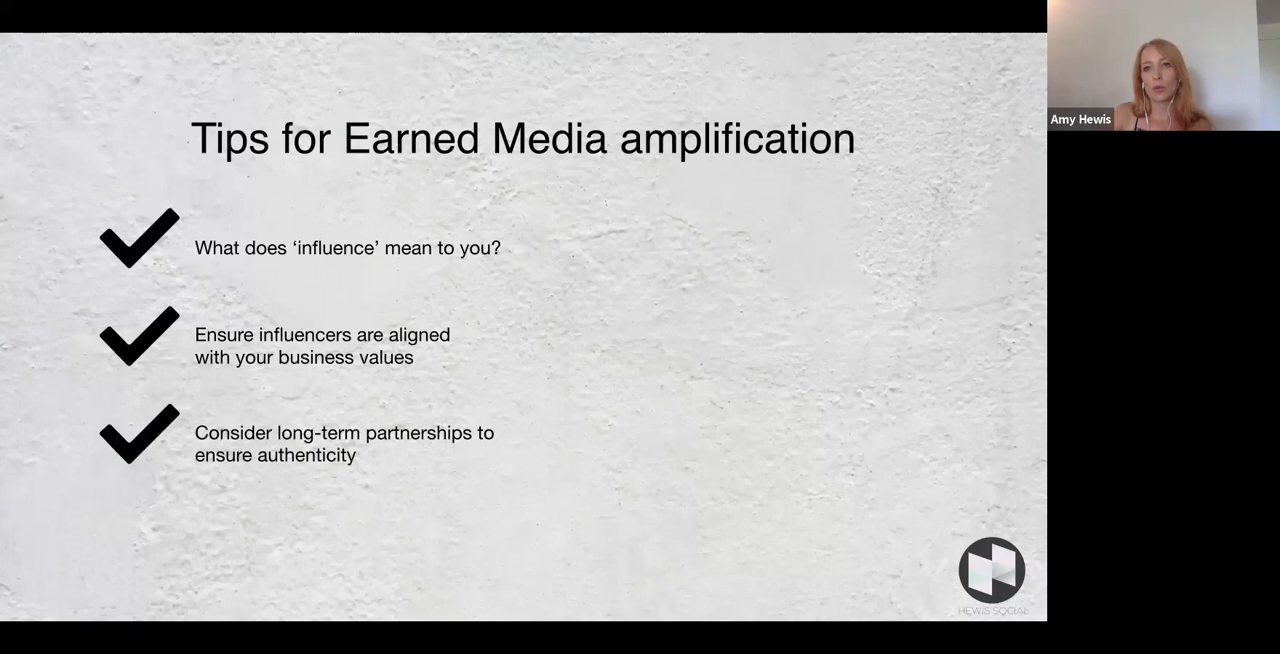 Tips for Earned Media amplification
Amy Hewis
What does ‘influence’ mean to you?
Ensure influencers are aligned
with your business values
Consider long-term partnerships to
ensure authenticity
HEWIS SOCIAL